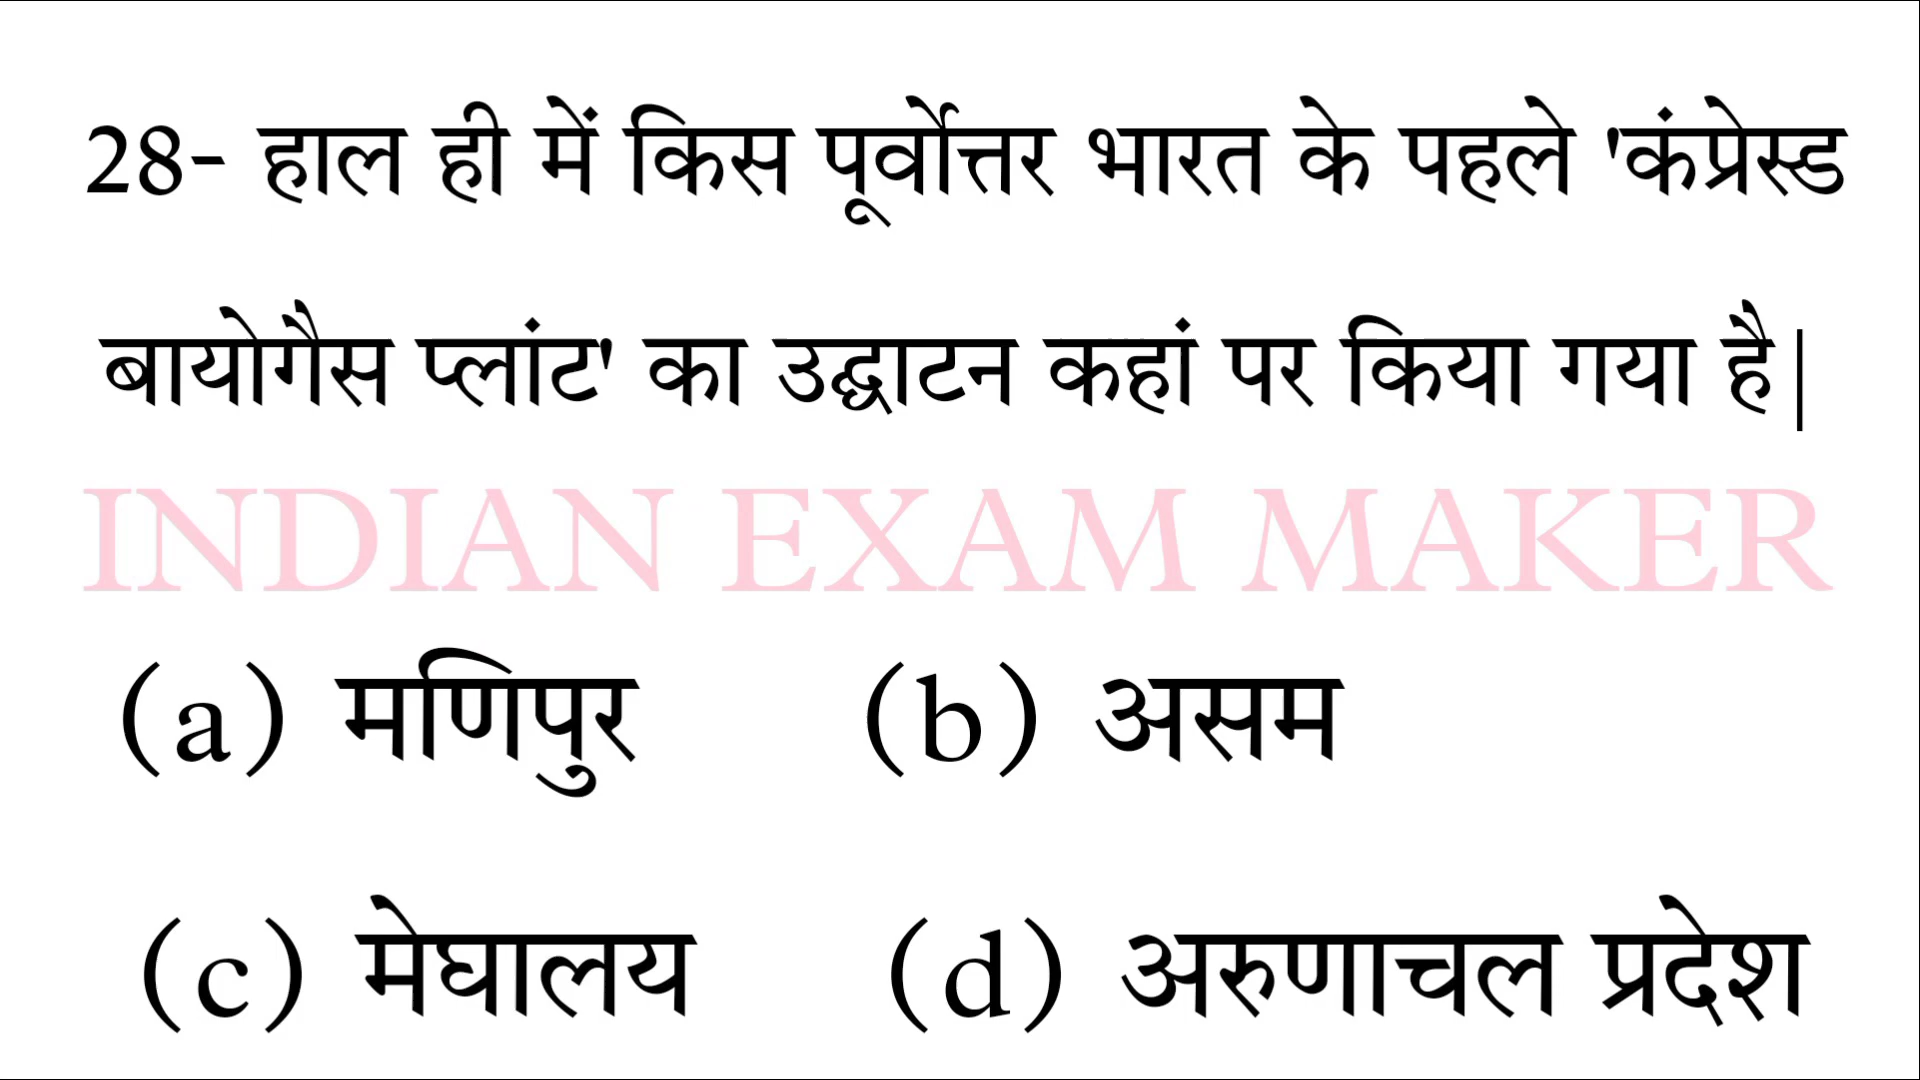 28- हाल ही में किस पूर्वोत्तर भारत के पहले 'कंप्रेस्ड
बायोगैस प्लांट' का उद्घाटन कहां पर किया गया है|
INDIAN EXAM MAKER
(a) मणिपुर (b) असम
(c) मेघालय (d) अरुणाचल प्रदेश